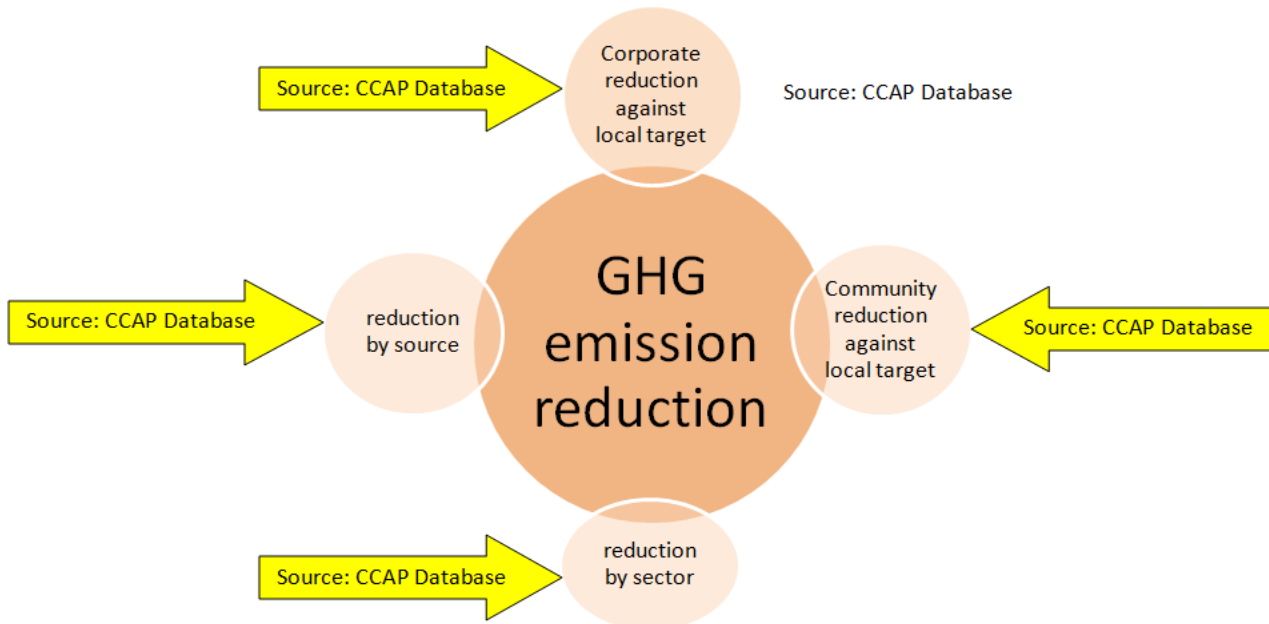 Corporate
reduction
against
local target
Source: CCAP Database
Source: CCAP Database
GHG
emission
reduction
Source: CCAP Database
reduction
by source
Community
reduction
against
local target
Source: CCAP Database
Source: CCAP Database
reduction
by sector